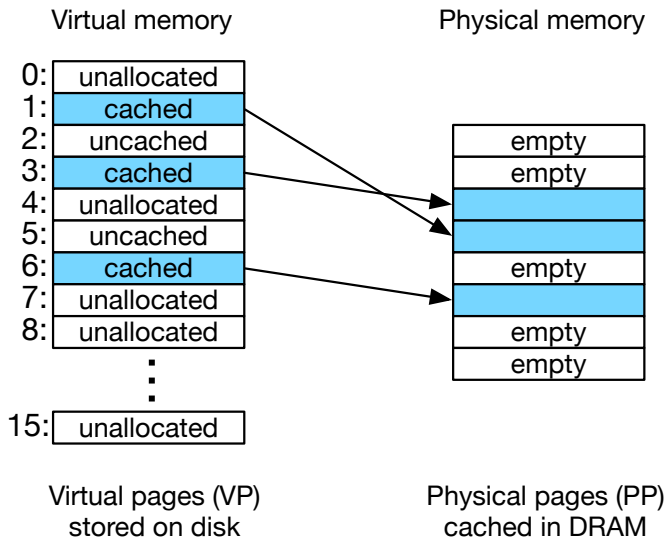 Virtual memory
Physical memory
0: unallocated
1: cached
2: uncached
3: cached
4: unallocated
5: uncached
6: cached
7: unallocated
8: unallocated
15: unallocated
empty
empty
empty
empty
empty
Virtual pages (VP)
stored on disk
Physical pages (PP)
cached in DRAM